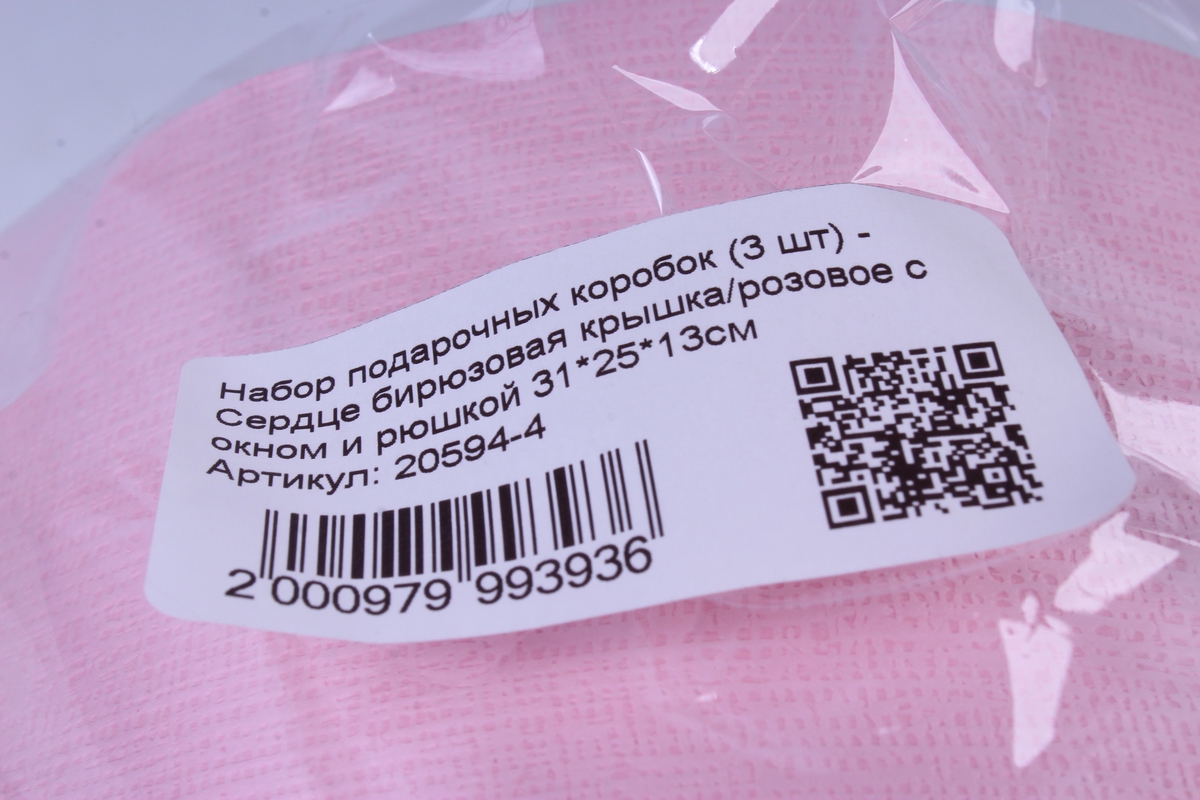 Набор подарочных коробок (3 шт) -
Сердце бирюзовая крышка/розовое с
окном и рюшкой 31*25*13см
Артикул: 20594-4
2 000979 993936